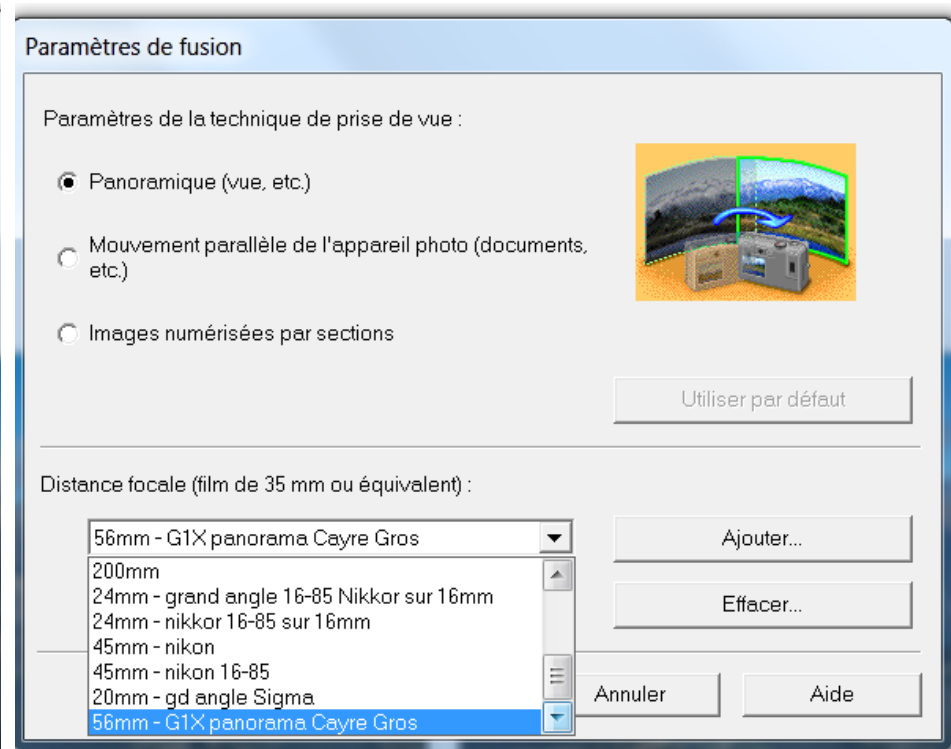 Paramètres de fusion
Paramètres de la technique de prise de vue :
Panoramique (vue, etc.)
Mouvement parallèle de l'appareil photo (documents,
etc.)
Images numérisées par sections
Utiliser par défaut
Distance focale (film de 35 mm ou équivalent) :
56mm - G1X panorama Cayre Gros
Ajouter...
200mm
24mm - grand angle 16-85 Nikkor sur 16mm
Effacer...
24mm - nikkor 16-85 sur 16mm
45mm - nikon
45mm - nikon 16-85
20mm - gd angle Sigma
56mm - G1X panorama Cayre Gros
Annuler
Aide